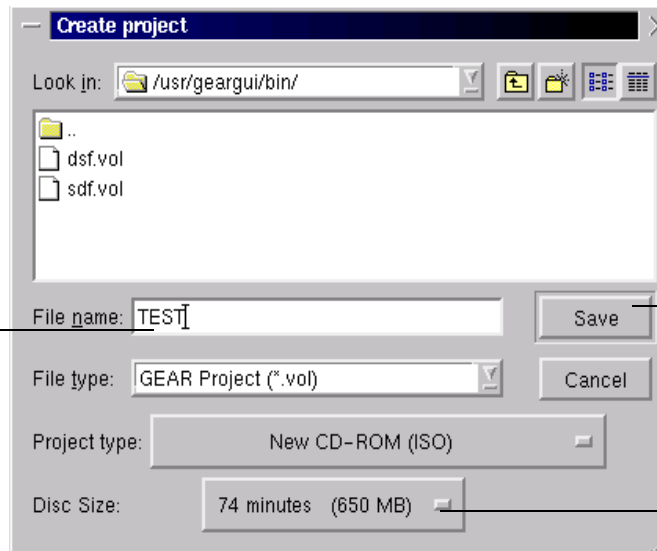 Create project
Look in: /usr/geargui/bin/
..
dsf.vol
sdf.vol
File name: TEST
Save
File type: GEAR Project (*.vol)
Cancel
Project type: New CD-ROM (ISO)
Disc Size: 74 minutes (650 MB)